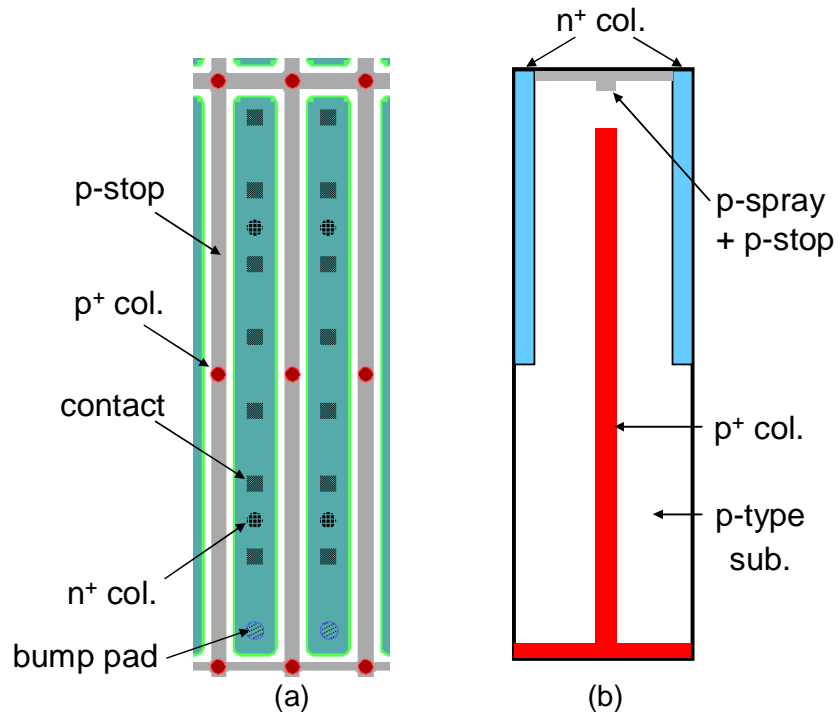 p-stop
p+ col.
contact
n+ col.
bump pad
(a)
n+ col.
p-spray
+ p-stop
p+ col.
p-type
sub.
(b)